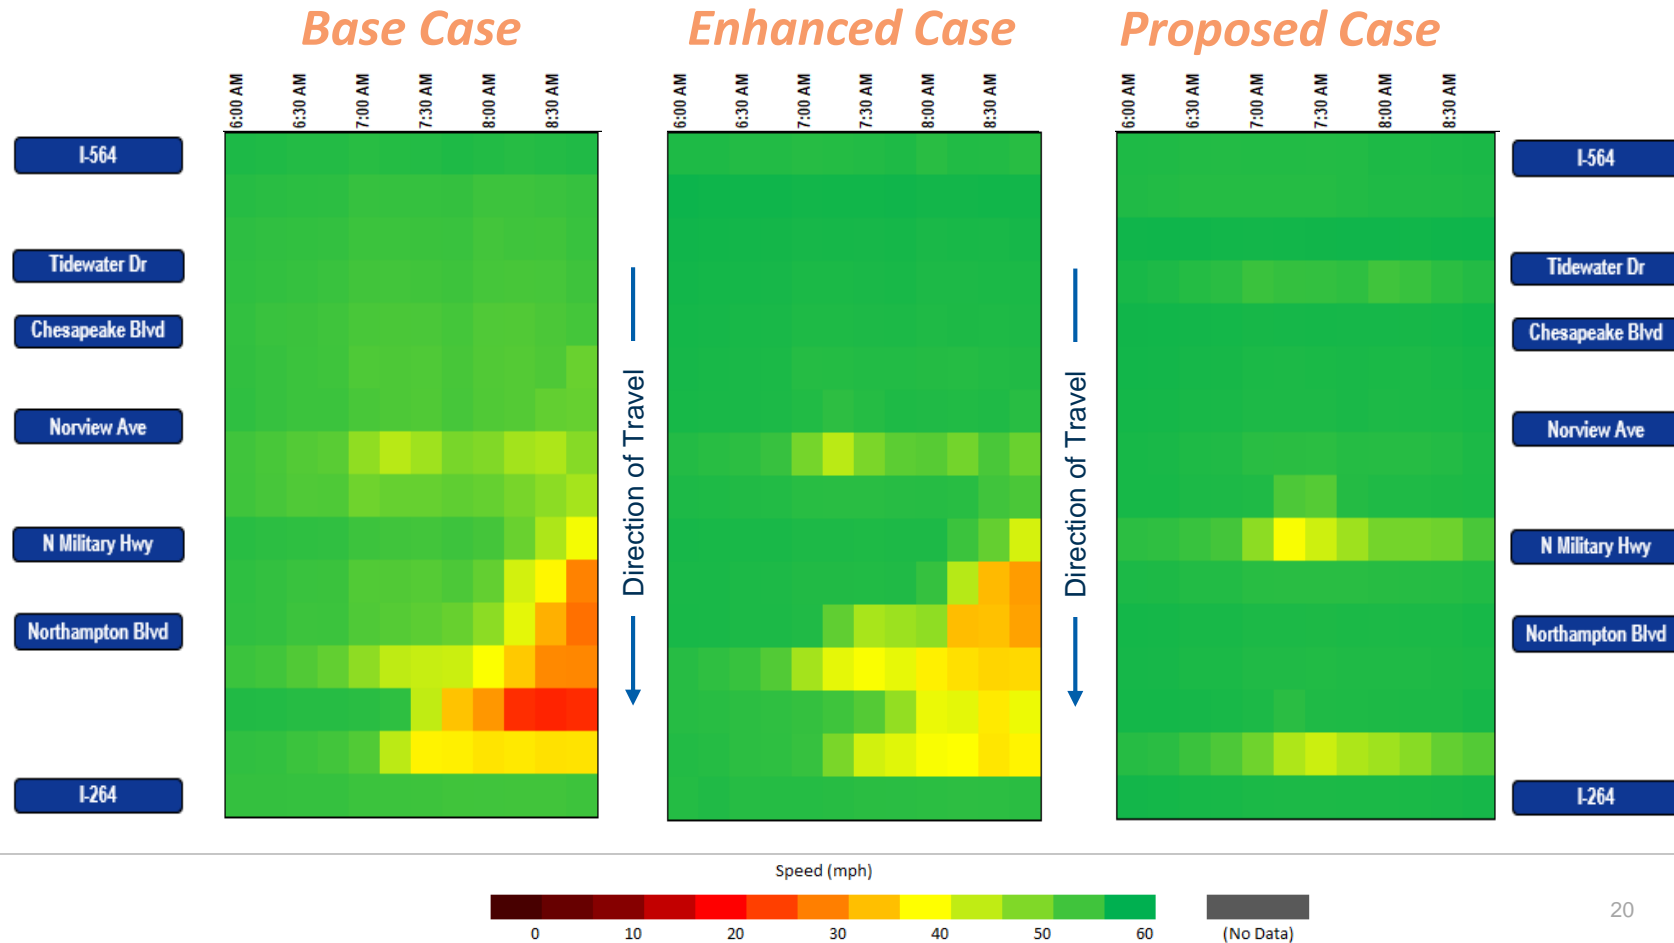 Base Case
Enhanced Case
Proposed Case
6:00 AM
6:30 AM
7:00 AM
7:30 AM
8:00 AM
8:30 AM
6:00 AM
6:30 AM
7:00 AM
7:30 AM
8:00 AM
8:30 AM
6:00 AM
6:30 AM
7:00 AM
7:30 AM
8:00 AM
8:30 AM
I-564
Tidewater Dr
Chesapeake Blvd
Norview Ave
N Military Hwy
Northampton Blvd
I-264
Direction of Travel
Direction of Travel
I-564
Tidewater Dr
Chesapeake Blvd
Norview Ave
N Military Hwy
Northampton Blvd
I-264
Speed (mph)
0 10 20 30 40 50 60
(No Data)
20